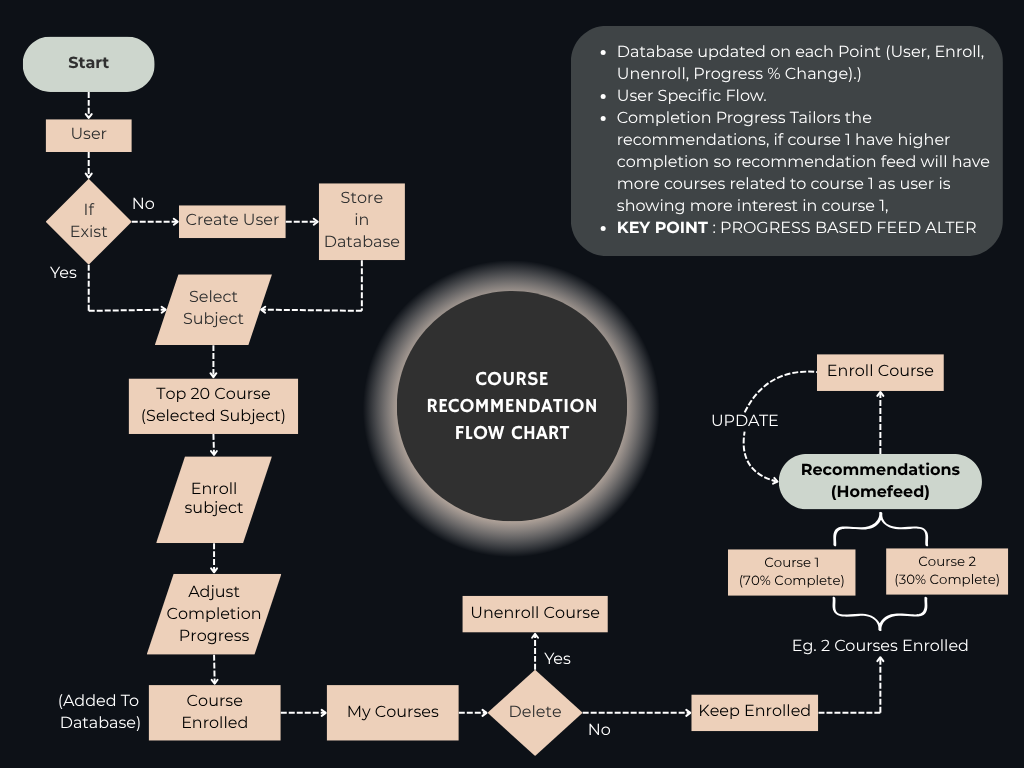 Start
User
If
Exist
No
Yes
Create User
Store
in
Database
Select
Subject
Top 20 Course
(Selected Subject)
Enroll
subject
Adjust
Completion
Progress
(Added To
Database)
Course
Enrolled
My Courses
Delete
Yes
Unenroll Course
No
Keep Enrolled
Eg. 2 Courses Enrolled
Course 1
(70% Complete)
Course 2
(30% Complete)
Recommendations
(Homefeed)
Enroll Course
UPDATE
COURSE
RECOMMENDATION
FLOW CHART
• Database updated on each Point (User, Enroll,
Unenroll, Progress % Change).)
• User Specific Flow.
• Completion Progress Tailors the
recommendations, if course 1 have higher
completion so recommendation feed will have
more courses related to course 1 as user is
showing more interest in course 1,
• KEY POINT : PROGRESS BASED FEED ALTER